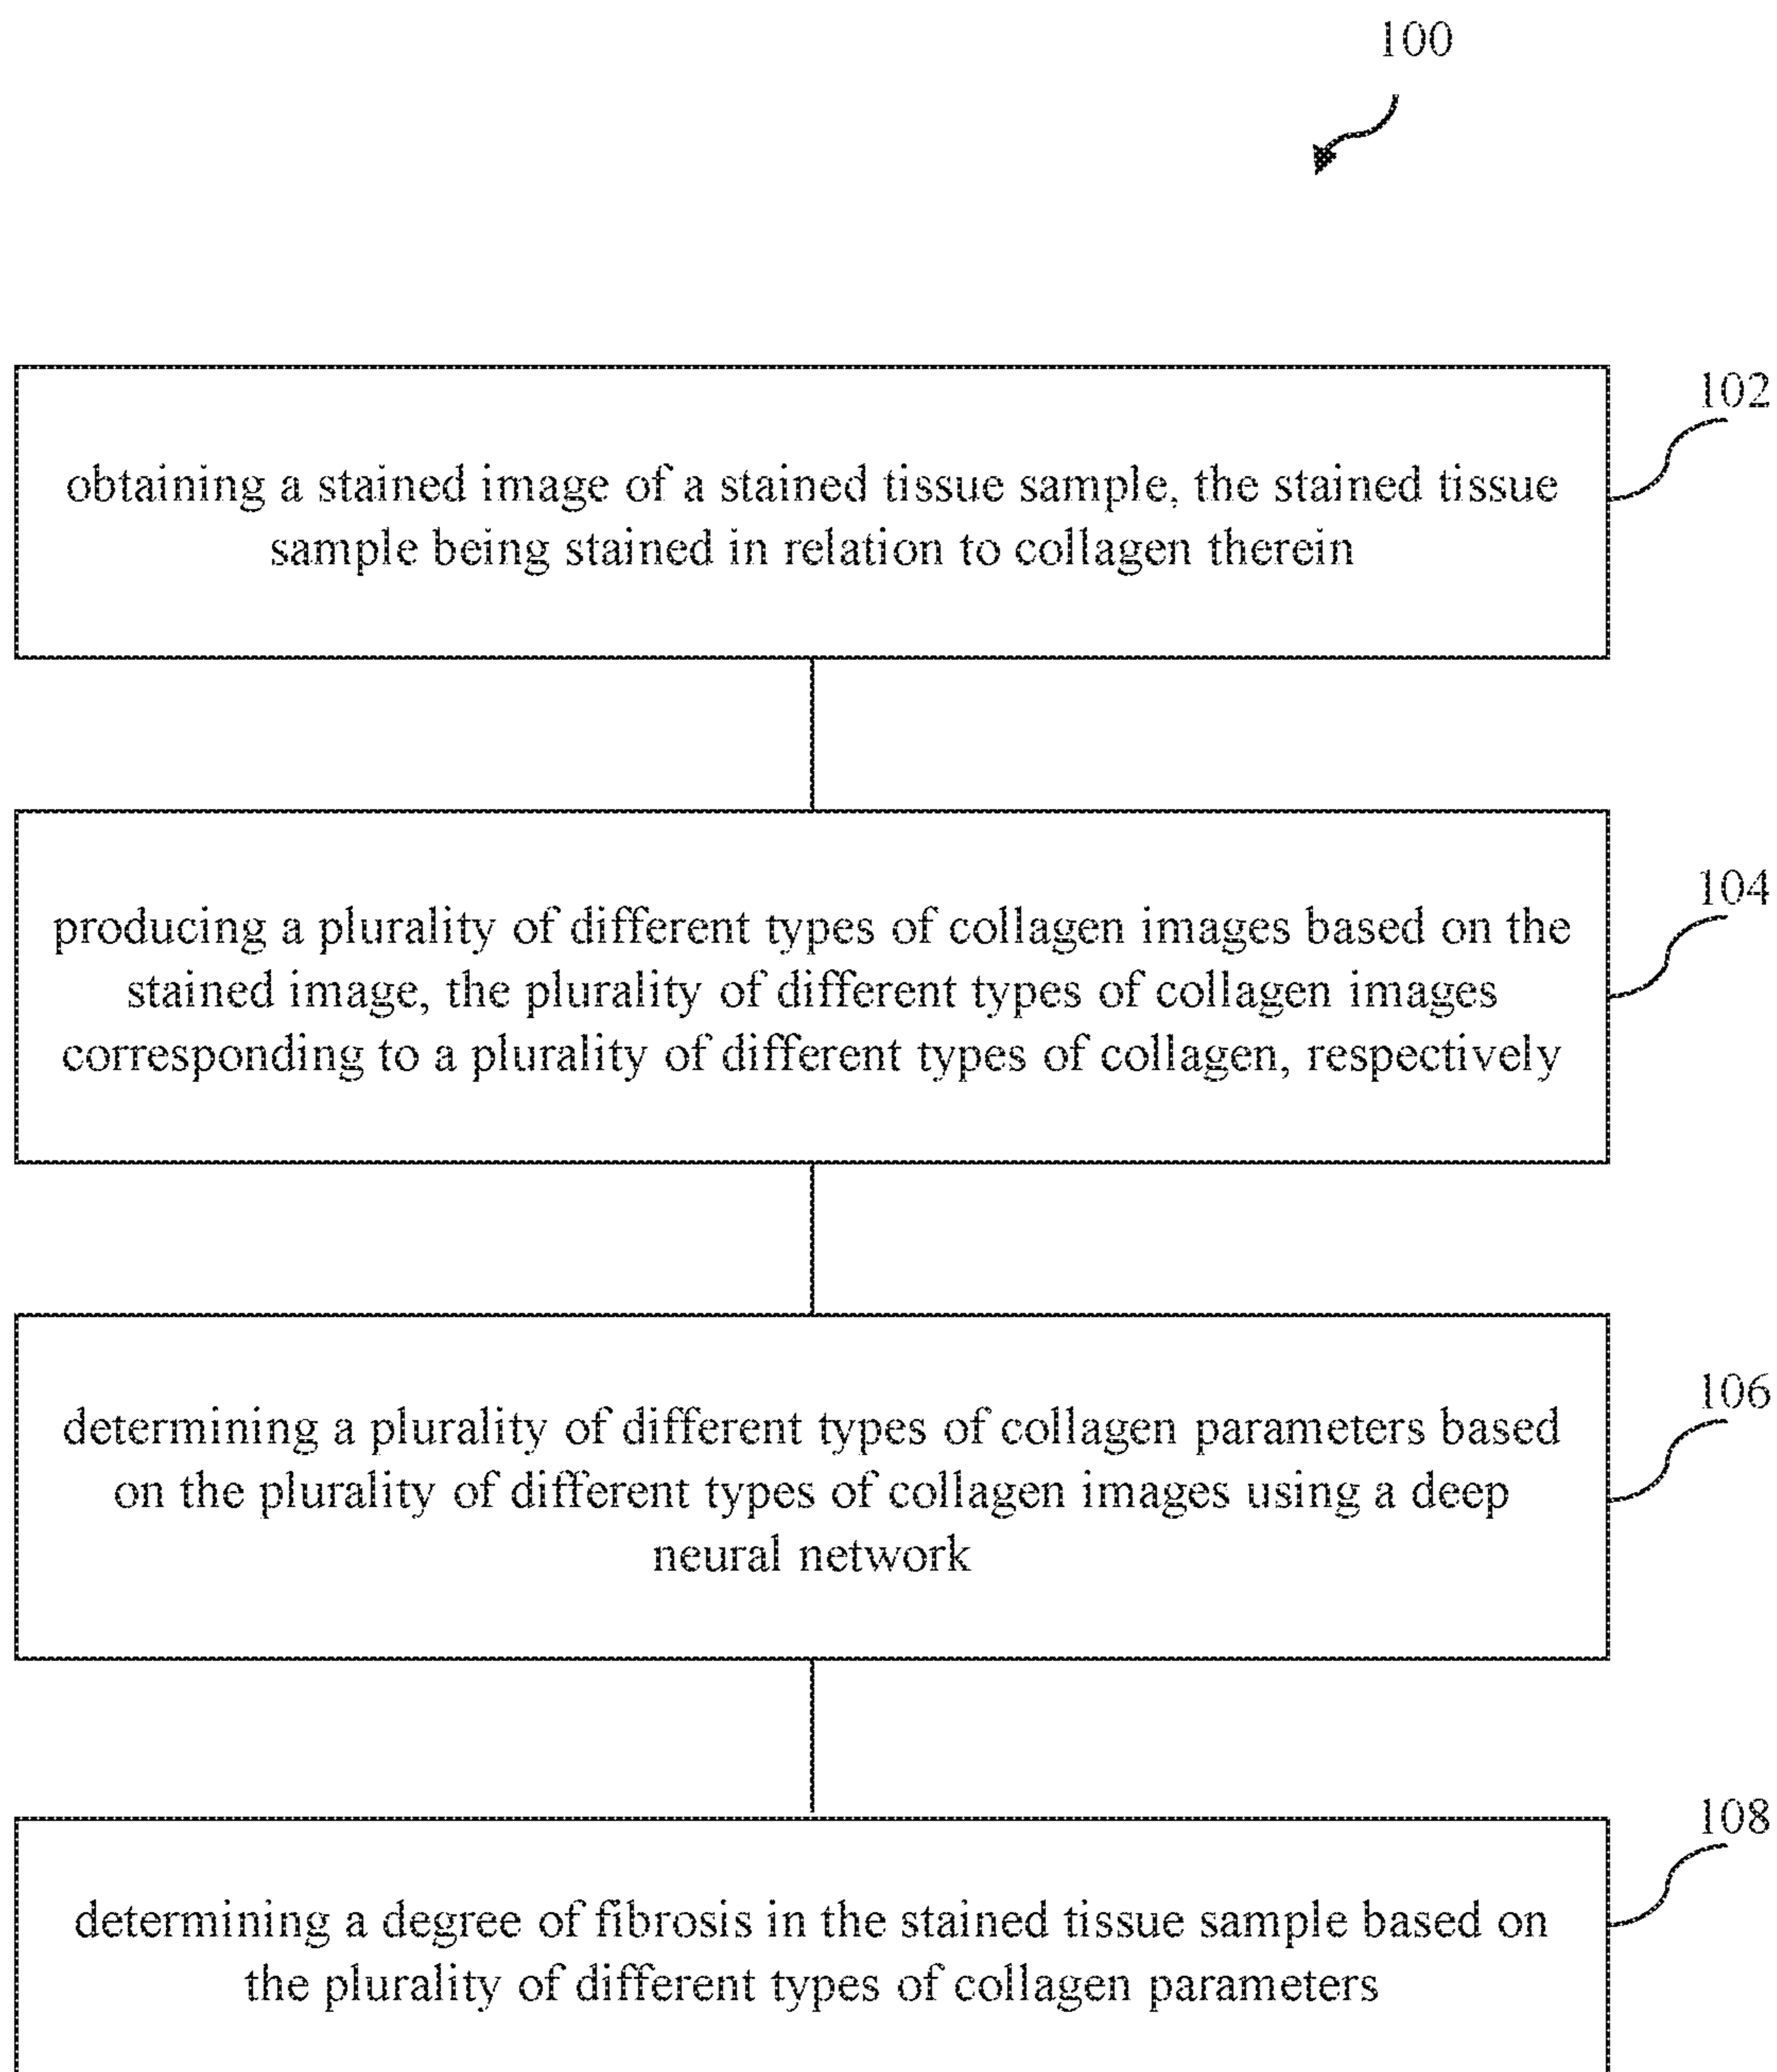 100
102
obtaining a stained image of a stained tissue sample, the stained tissue
sample being stained in relation to collagen therein
104
producing a plurality of different types of collagen images based on the
stained image, the plurality of different types of collagen images
corresponding to a plurality of different types of collagen, respectively
106
determining a plurality of different types of collagen parameters based
on the plurality of different types of collagen images using a deep
neural network
108
determining a degree of fibrosis in the stained tissue sample based on
the plurality of different types of collagen parameters